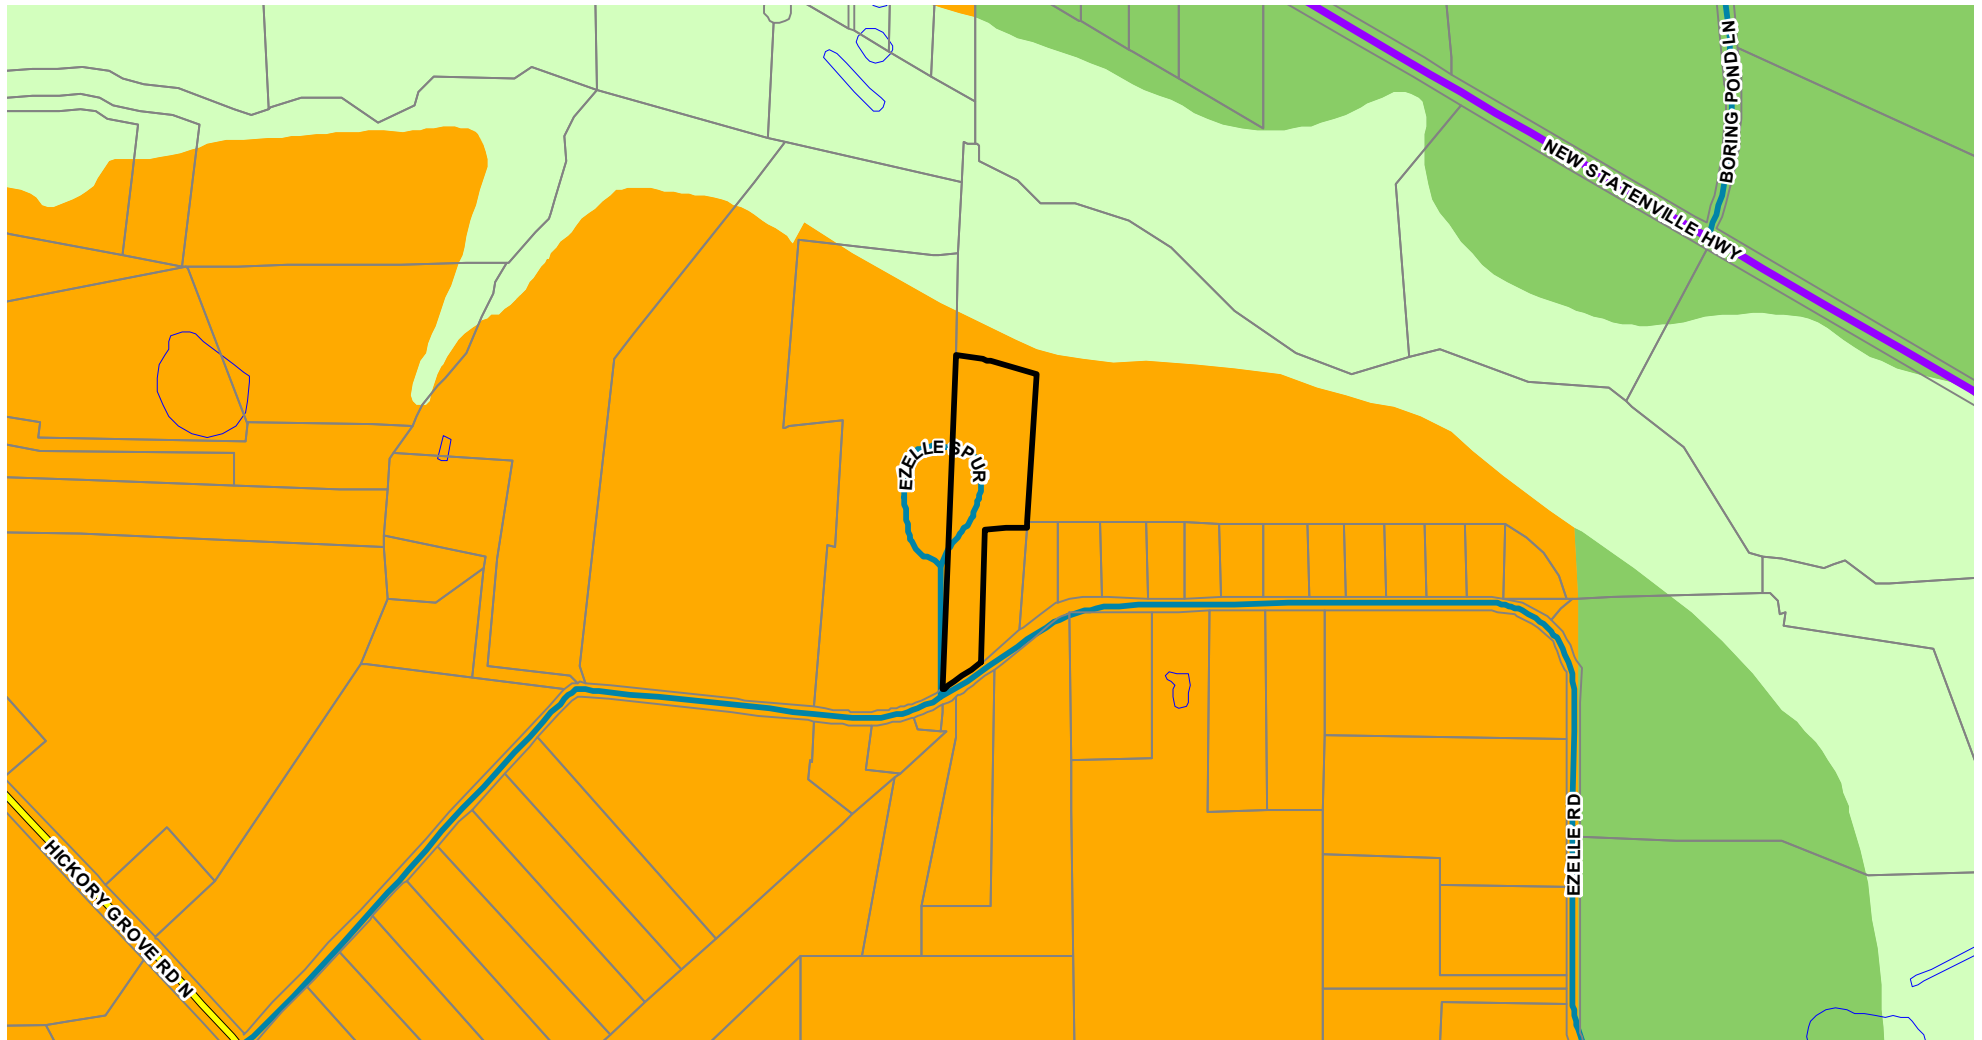 BORING POND LN
NEW STATENVILLE HWY
EZELLE SPUR
EZELLE RD
HICKORY GROVE RD N